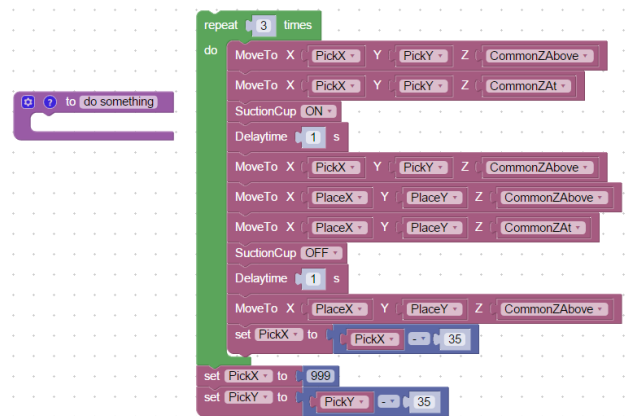 repeat 3 times
do MoveTo X PickX Y PickY Z CommonZAbove
MoveTo X PickX Y PickY Z CommonZAt
? to do something
SuctionCup ON
Delaytime 1 s
MoveTo X PickX Y PickY Z CommonZAbove
MoveTo X PlaceX Y PlaceY Z CommonZAbove
MoveTo X PlaceX Y PlaceY Z CommonZAt
SuctionCup OFF
Delaytime 1 s
MoveTo X PlaceX Y PlaceY Z CommonZAbove
set PickX to PickX - 35
set PickX to 999
set PickY to PickY - 35